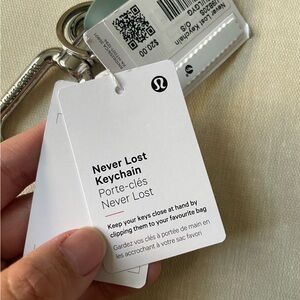 Never Lost
Keychain
Porte-clés
Never Lost
Keep your keys close at hand by
clipping them to your favourite bag
Gardez vos clés à portée de main en
les accrochant à votre sac favori
Never Lost Keychain
O/S
$20.00